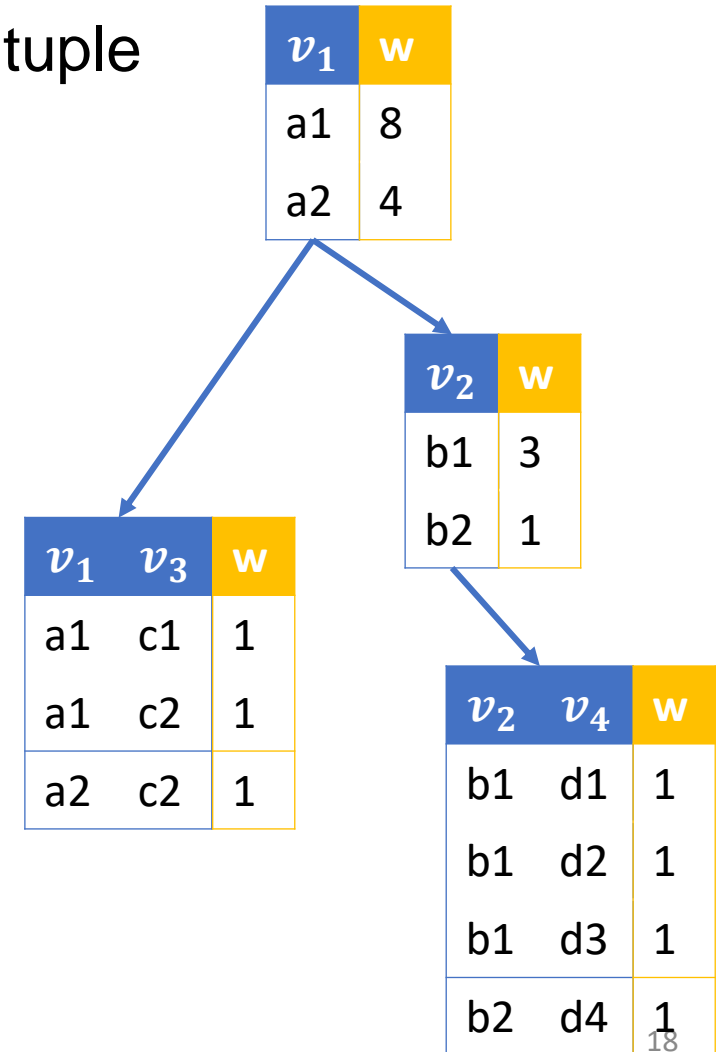 tuple
v₁ w
a1 8
a2 4
v₂ w
b1 3
b2 1
v₁ v₃ w
a1 c1 1
a1 c2 1
a2 c2 1
v₂ v₄ w
b1 d1 1
b1 d2 1
b1 d3 1
b2 d4 1
18